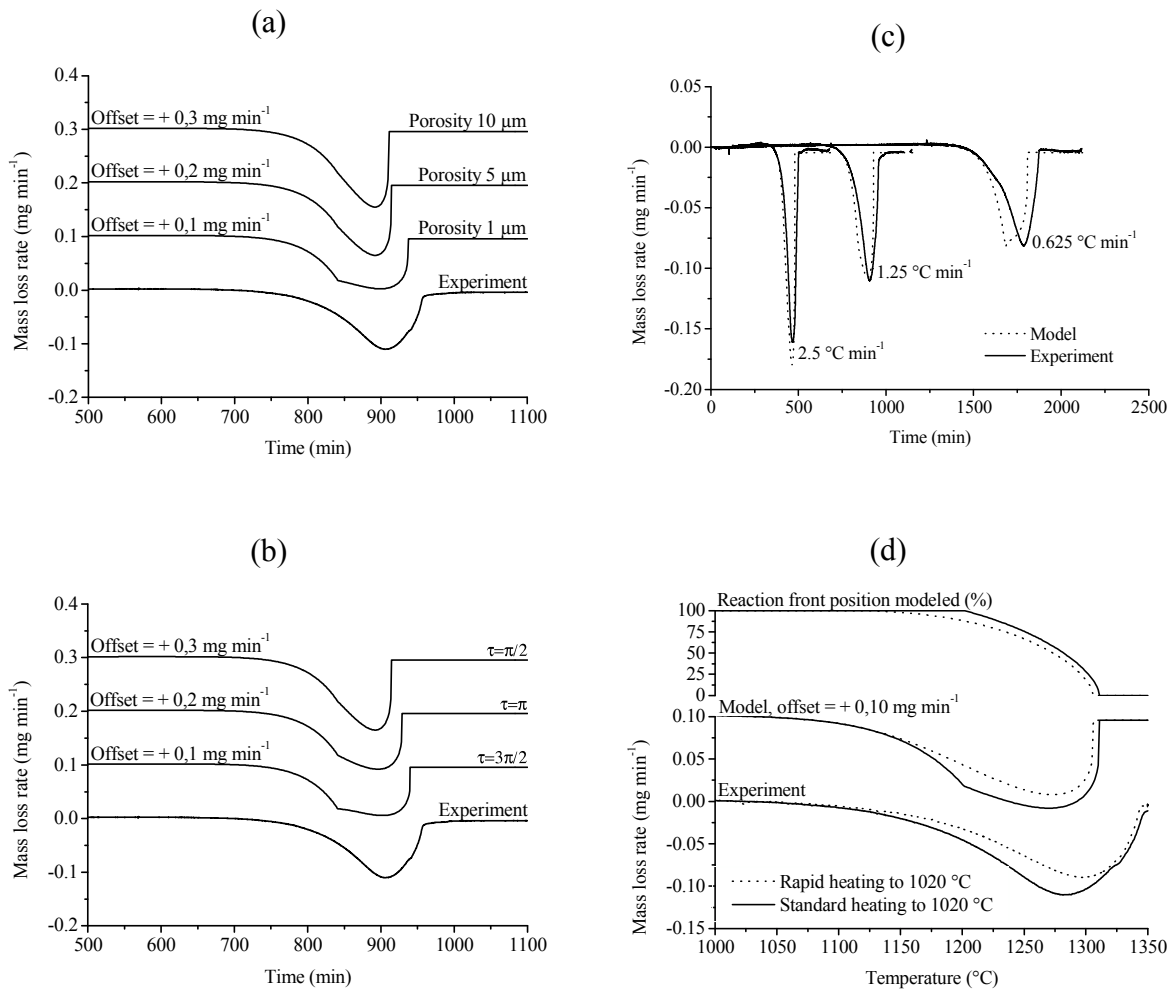 (a)
0.4
0.3
0.2
0.1
0.0
-0.1
-0.2
Mass loss rate (mg min-1)
Offset = + 0,3 mg min-1
Porosity 10 µm
Offset = + 0,2 mg min-1
Porosity 5 µm
Offset = + 0,1 mg min-1
Porosity 1 µm
Experiment
500 600 700 800 900 1000 1100
Time (min)
(c)
0.05
0.00
-0.05
-0.10
-0.15
-0.20
Mass loss rate (mg min-1)
0.625 °C min-1
1.25 °C min-1
2.5 °C min-1
Model
Experiment
0 500 1000 1500 2000 2500
Time (min)
(b)
0.4
0.3
0.2
0.1
0.0
-0.1
-0.2
Mass loss rate (mg min-1)
Offset = + 0,3 mg min-1
τ=π/2
Offset = + 0,2 mg min-1
τ=π
Offset = + 0,1 mg min-1
τ=3π/2
Experiment
500 600 700 800 900 1000 1100
Time (min)
(d)
Reaction front position modeled (%)
100
75
50
25
0
Model, offset = + 0,10 mg min-1
0.10
0.05
0.00
-0.05
-0.10
-0.15
Mass loss rate (mg min-1)
Experiment
Rapid heating to 1020 °C
Standard heating to 1020 °C
1000 1050 1100 1150 1200 1250 1300 1350
Temperature (°C)